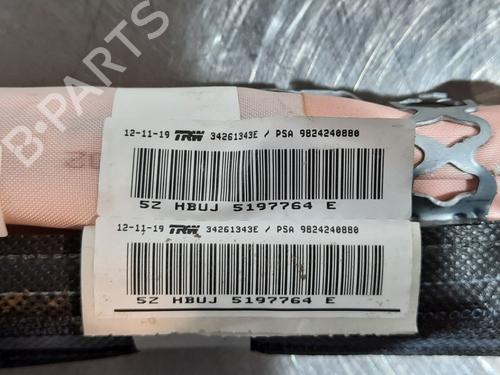 B-PARTS
12-11-19 TRW 34261343E / PSA 9824240880
5Z HBUJ 5197764 E
12-11-19 TRW 34261343E / PSA 9824240880
5Z HBUJ 5197764 E